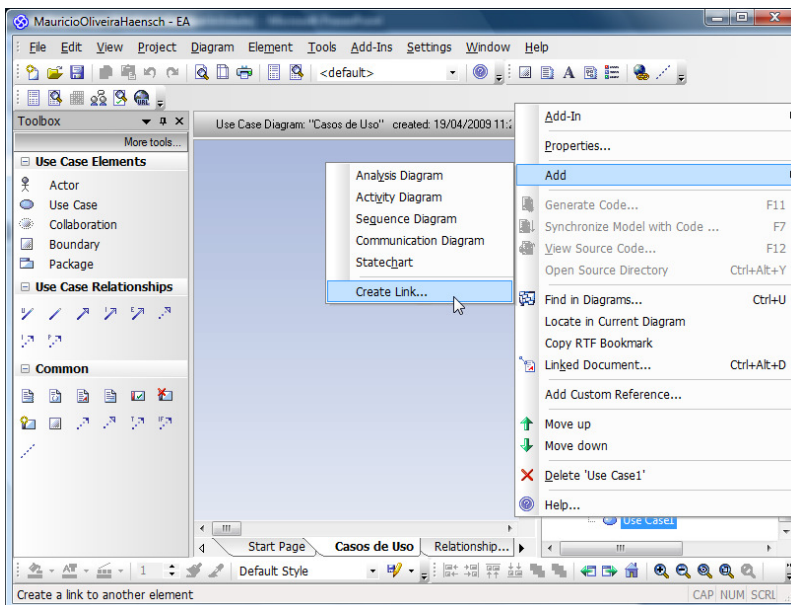 MauricioOliveiraHaensch - EA
File Edit View Project Diagram Element Tools Add-Ins Settings Window Help
<default>
Toolbox
More tools...
Use Case Elements
Actor
Use Case
Collaboration
Boundary
Package
Use Case Relationships
Common
Use Case Diagram: "Casos de Uso" created: 19/04/2009 11:2
Analysis Diagram
Activity Diagram
Sequence Diagram
Communication Diagram
Statechart
Create Link...
Add-In
Properties...
Add
Generate Code... F11
Synchronize Model with Code ... F7
View Source Code... F12
Open Source Directory Ctrl+Alt+Y
Find in Diagrams... Ctrl+U
Locate in Current Diagram
Copy RTF Bookmark
Linked Document... Ctrl+Alt+D
Add Custom Reference...
Move up
Move down
Delete 'Use Case1'
Help...
Use Case1
Start Page Casos de Uso Relationship...
1 Default Style
Create a link to another element
CAP NUM SCRL